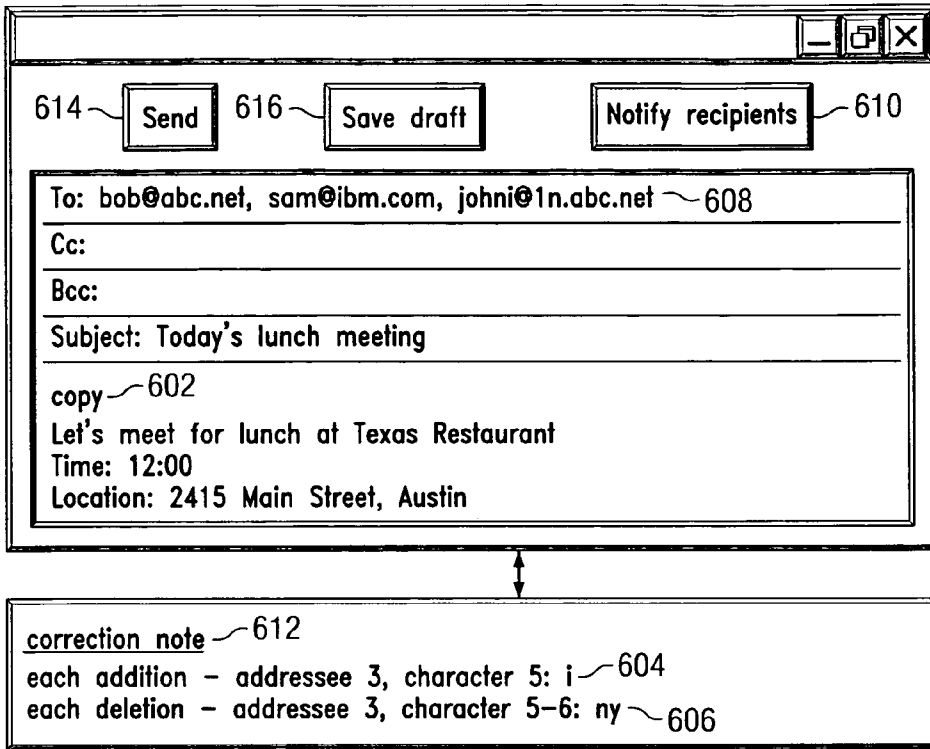 614 Send 616 Save draft Notify recipients 610
To: bob@abc.net, sam@ibm.com, johni@1n.abc.net 608
Cc:
Bcc:
Subject: Today's lunch meeting
copy 602
Let's meet for lunch at Texas Restaurant
Time: 12:00
Location: 2415 Main Street, Austin
correction note 612
each addition – addressee 3, character 5: i 604
each deletion – addressee 3, character 5-6: ny 606